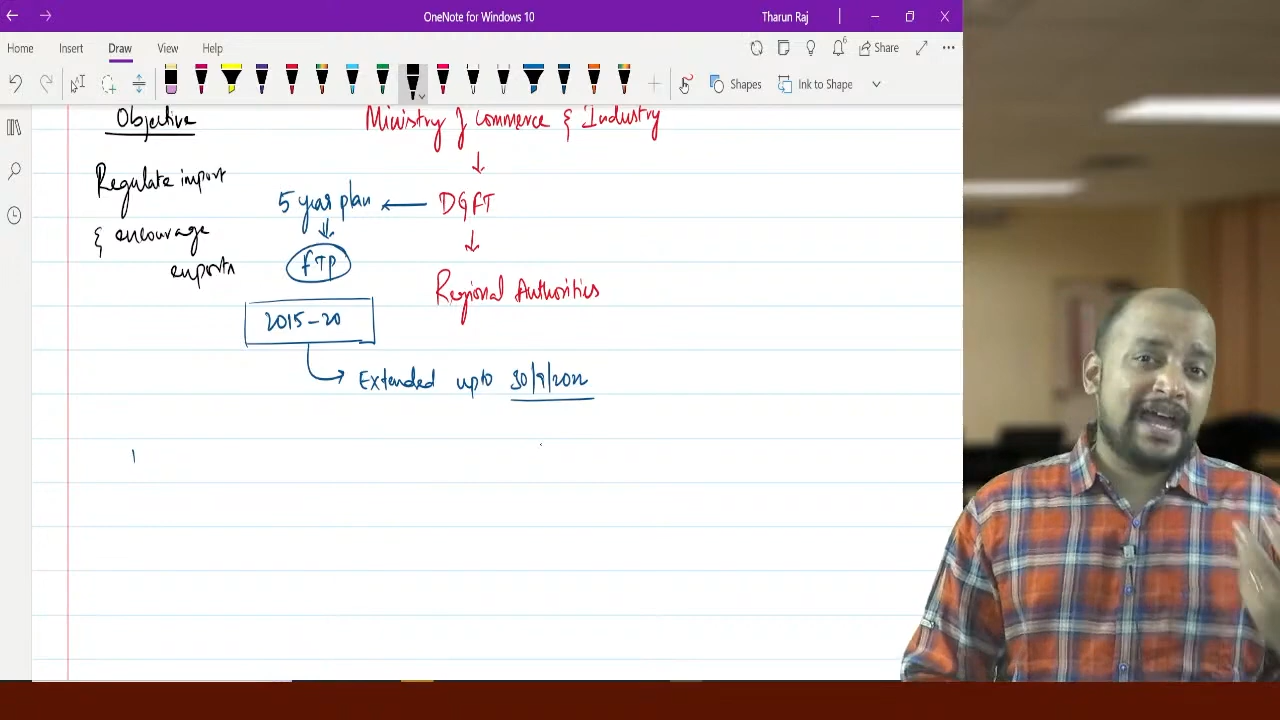 OneNote for Windows 10
Tharun Raj
Home Insert Draw View Help
6
Share
Shapes
Ink to Shape
Objective
Ministry of Commerce & Industry
Regulate import
& encourage
exports
5 year plan
DGFT
FTP
Regional Authorities
2015-20
Extended upto 30/9/2022